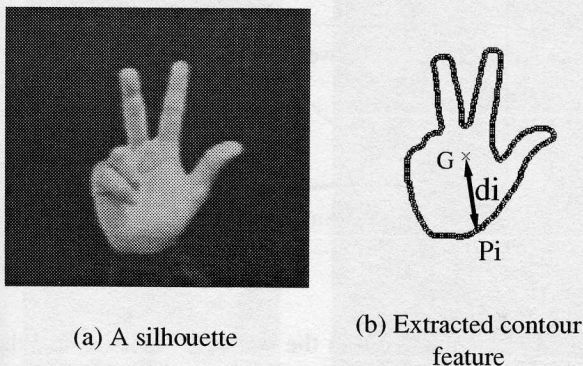 G ×
di
Pi
(a) A silhouette
(b) Extracted contour
feature